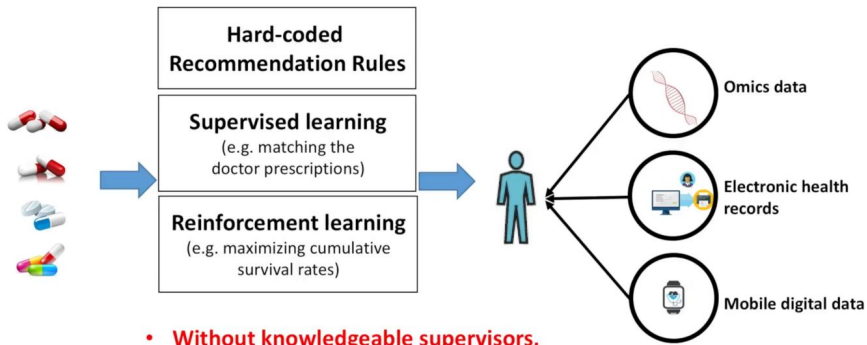 Hard-coded
Recommendation Rules
Supervised learning
(e.g. matching the
doctor prescriptions)
Reinforcement learning
(e.g. maximizing cumulative
survival rates)
Omics data
Electronic health
records
Mobile digital data
• Without knowledgeable supervisors.